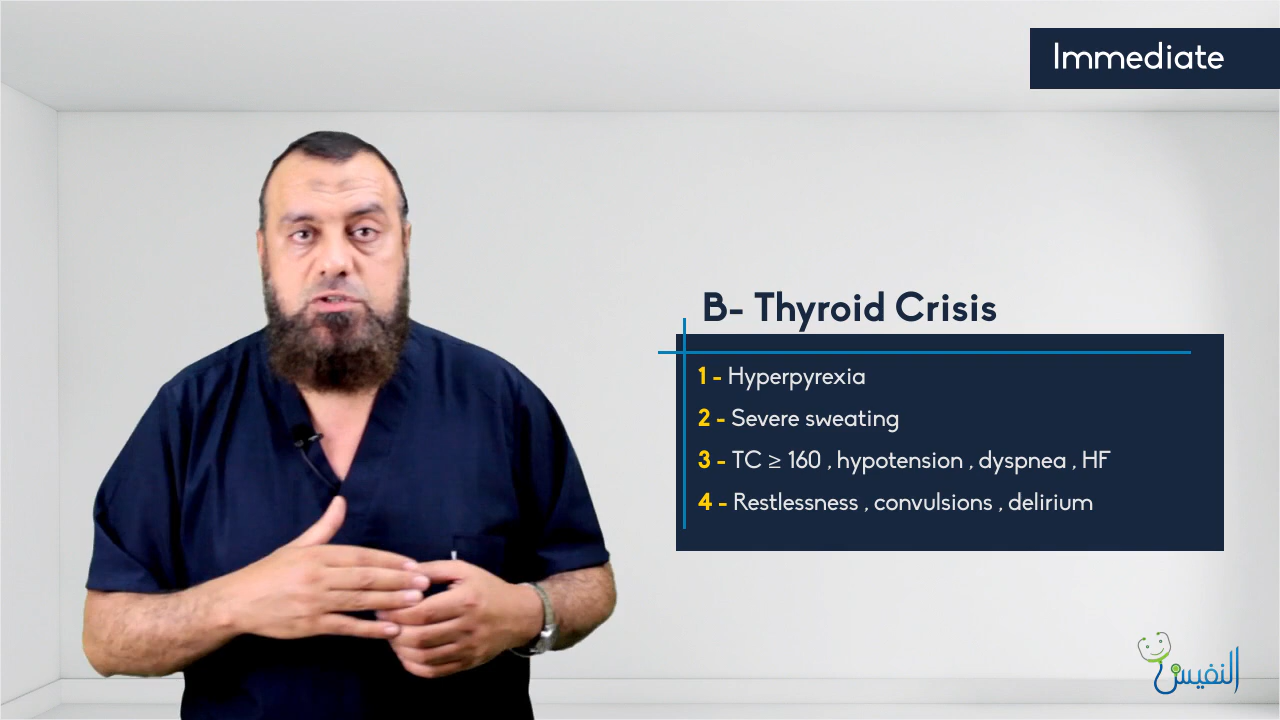 Immediate
B- Thyroid Crisis
1 - Hyperpyrexia
2 - Severe sweating
3 - TC ≥ 160 , hypotension , dyspnea , HF
4 - Restlessness , convulsions , delirium
النفيس